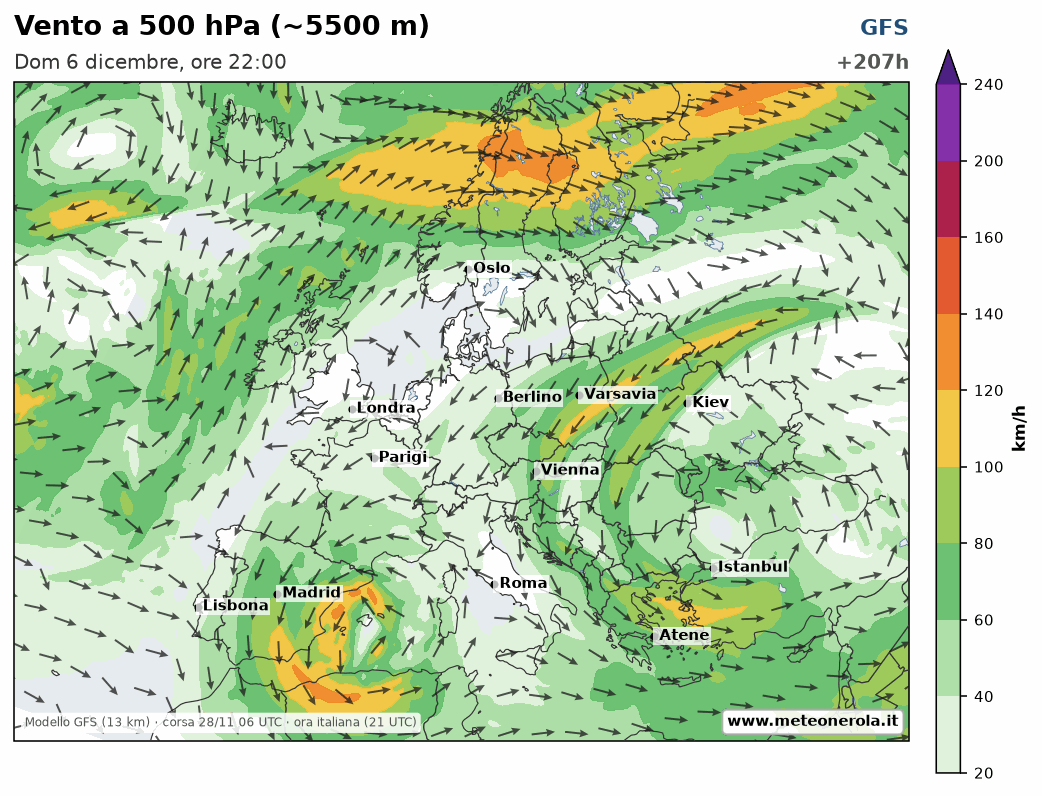 Vento a 500 hPa (~5500 m)
GFS
Dom 6 dicembre, ore 22:00
+207h
240
200
160
140
120
100
80
60
40
20
km/h
Oslo
Berlino
Varsavia
Kiev
Londra
Parigi
Vienna
Istanbul
Roma
Madrid
Lisbona
Atene
Modello GFS (13 km) · corsa 28/11 06 UTC · ora italiana (21 UTC)
www.meteonerola.it